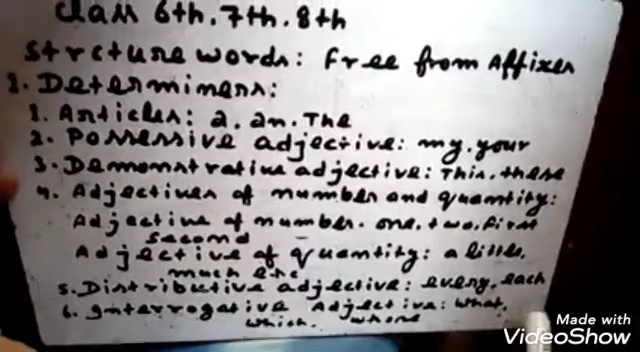 Class 6th. 7th. 8th
Strcture words: Free from Affixes
1. Determiners:
1. Articles: a. an. The
2. Possessive adjective: my. your
3. Demonstrative adjective: This. these
4. Adjectives of number and quantity:
Adjective of number. one. two. first
second
Adjective of quantity: a little,
much etc
5. Distributive adjective: every, each
6. Interrogative Adjective: what,
which. whose
Made with
VideoShow